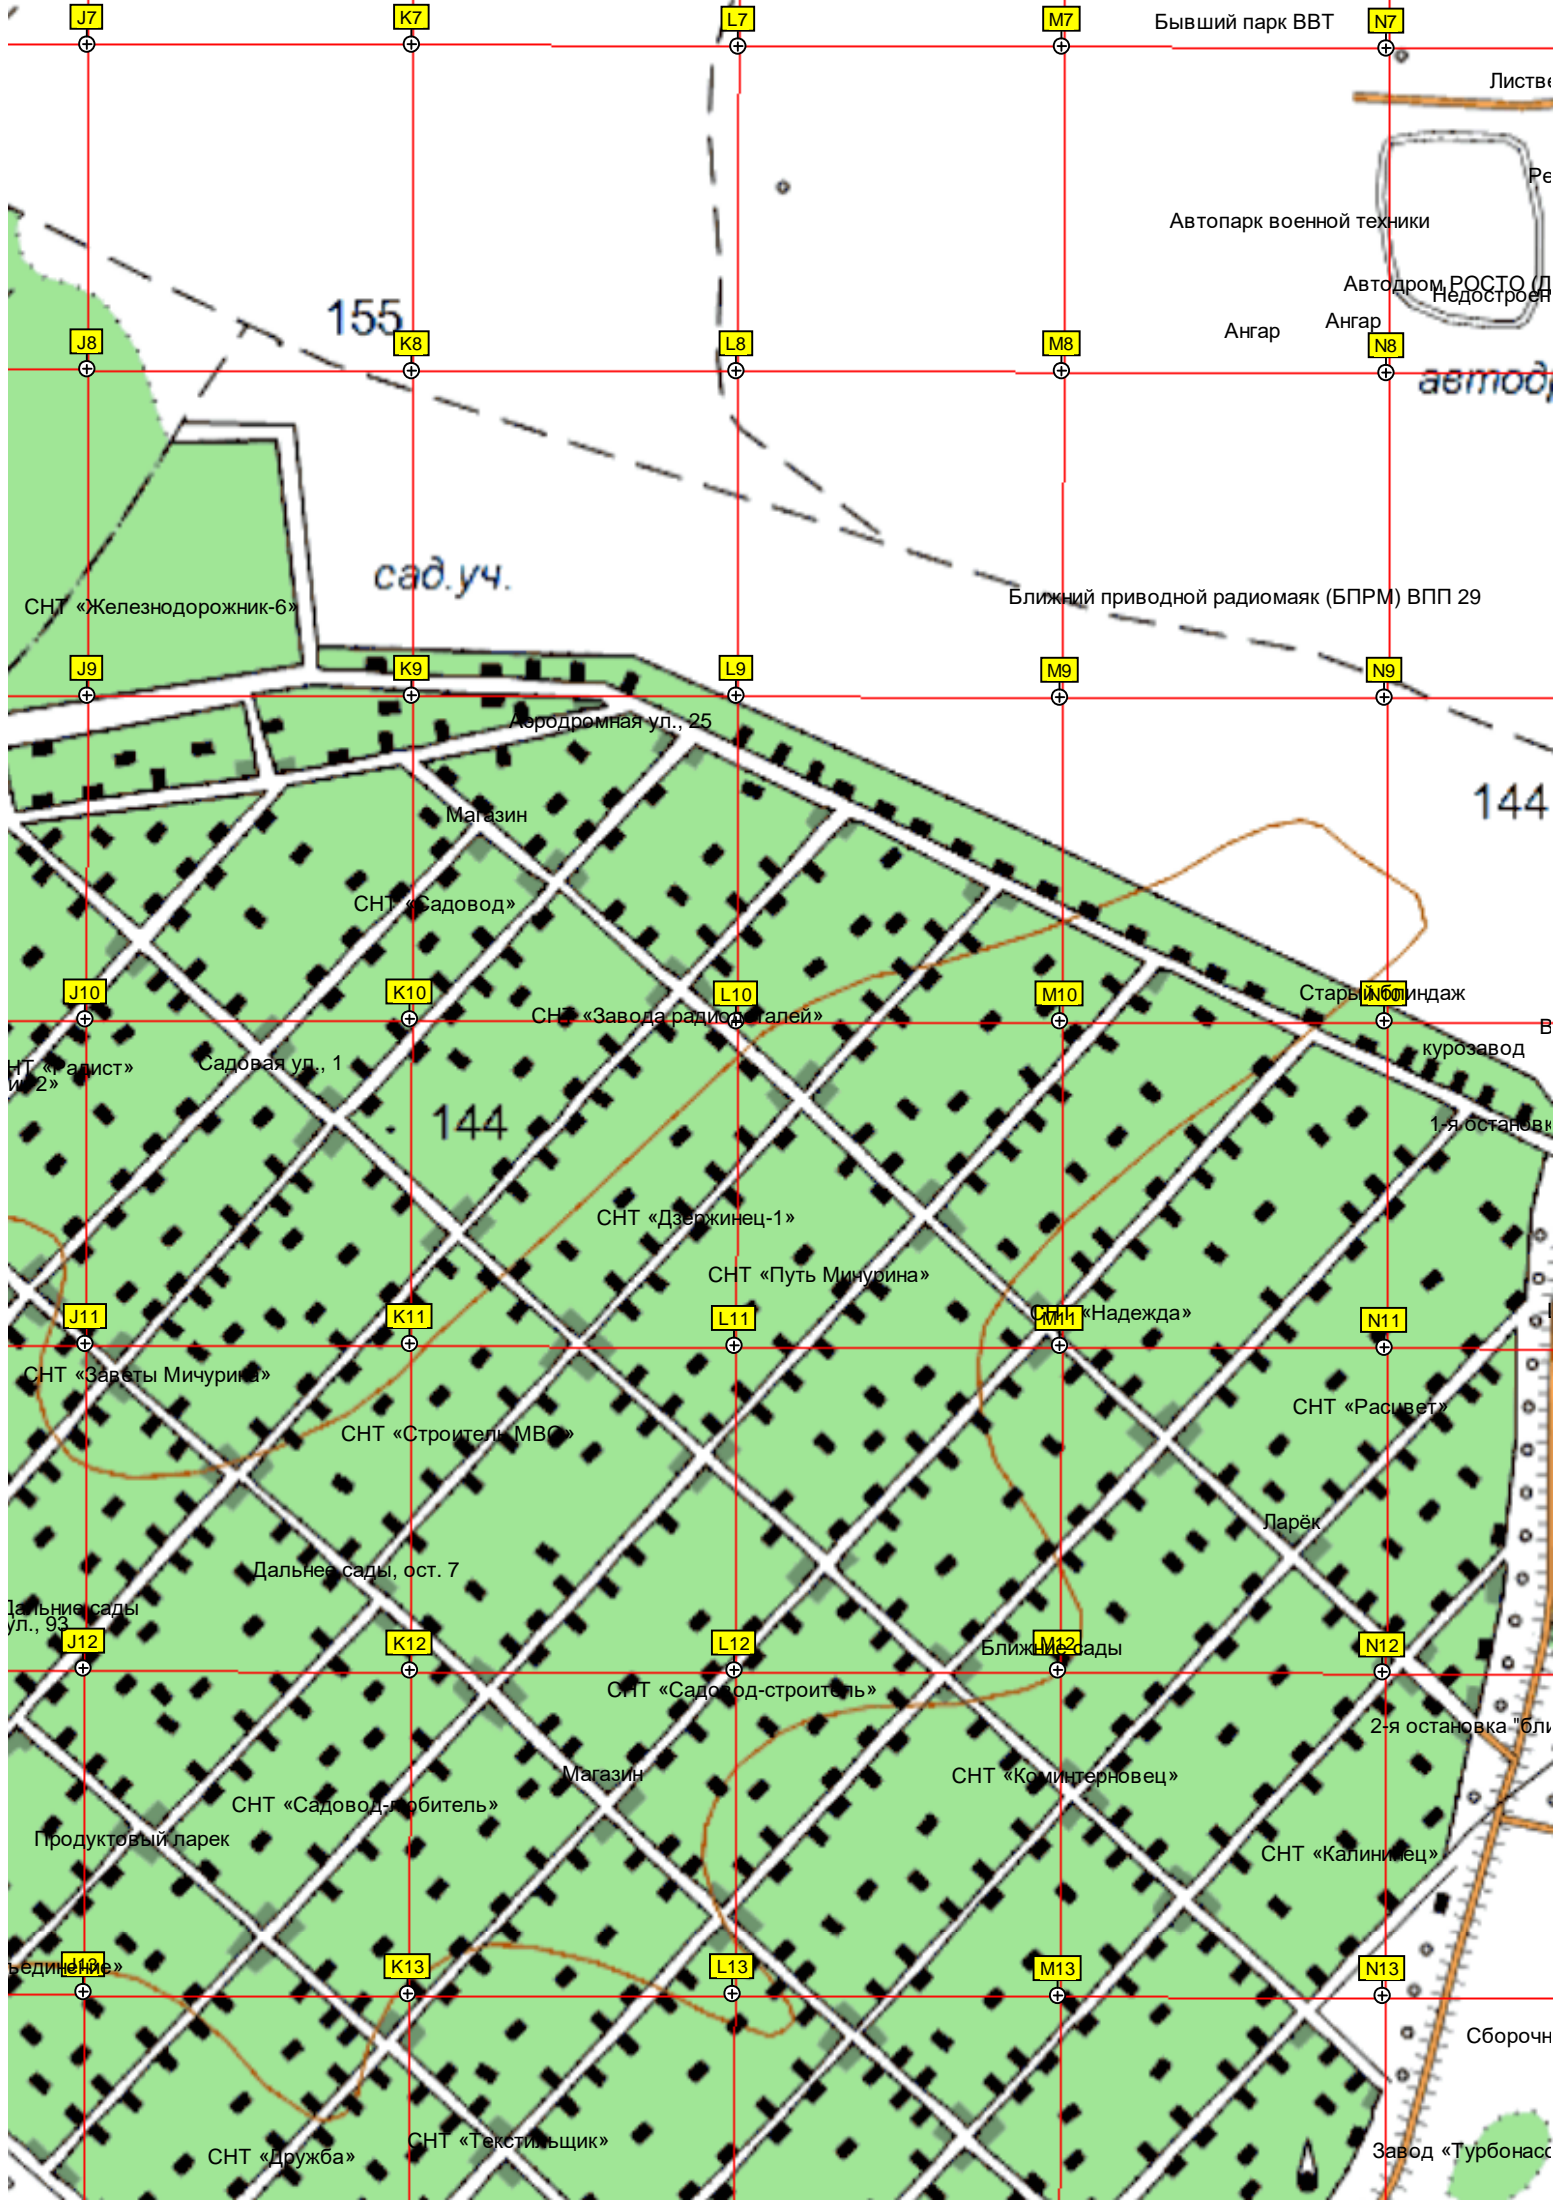 J7
K7
L7
M7
Бывший парк ВВТ
N7
Автопарк военной техники
Автодром РОСТО
155
Ангар
Ангар
J8
K8
L8
M8
N8
сад.уч.
СНТ «Железнодорожник-6»
Ближний приводной радиомаяк (БПРМ) ВПП 29
J9
K9
L9
M9
N9
Аэродромная ул., 25
144
Магазин
СНТ «Садовод»
J10
K10
L10
M10
N10
Старый блиндаж
СНТ «Завода радиодеталей»
курозавод
Садовая ул., 1
144
1-я
СНТ «Дзержинец-1»
СНТ «Путь Мичурина»
J11
K11
L11
M11
СНТ «Надежда»
N11
СНТ «Заветы Мичурина»
СНТ «Расцвет»
СНТ «Строитель МВО»
Ларёк
Дальнее сады, ост. 7
Дальние сады
ул., 93
J12
K12
L12
M12
Ближние сады
N12
СНТ «Садовод-строитель»
2-я остановка
Магазин
СНТ «Коминтерновец»
СНТ «Садовод-любитель»
Продуктовый ларек
СНТ «Калининец»
J13
K13
L13
M13
N13
СНТ «Текстильщик»
СНТ «Дружба»
Завод